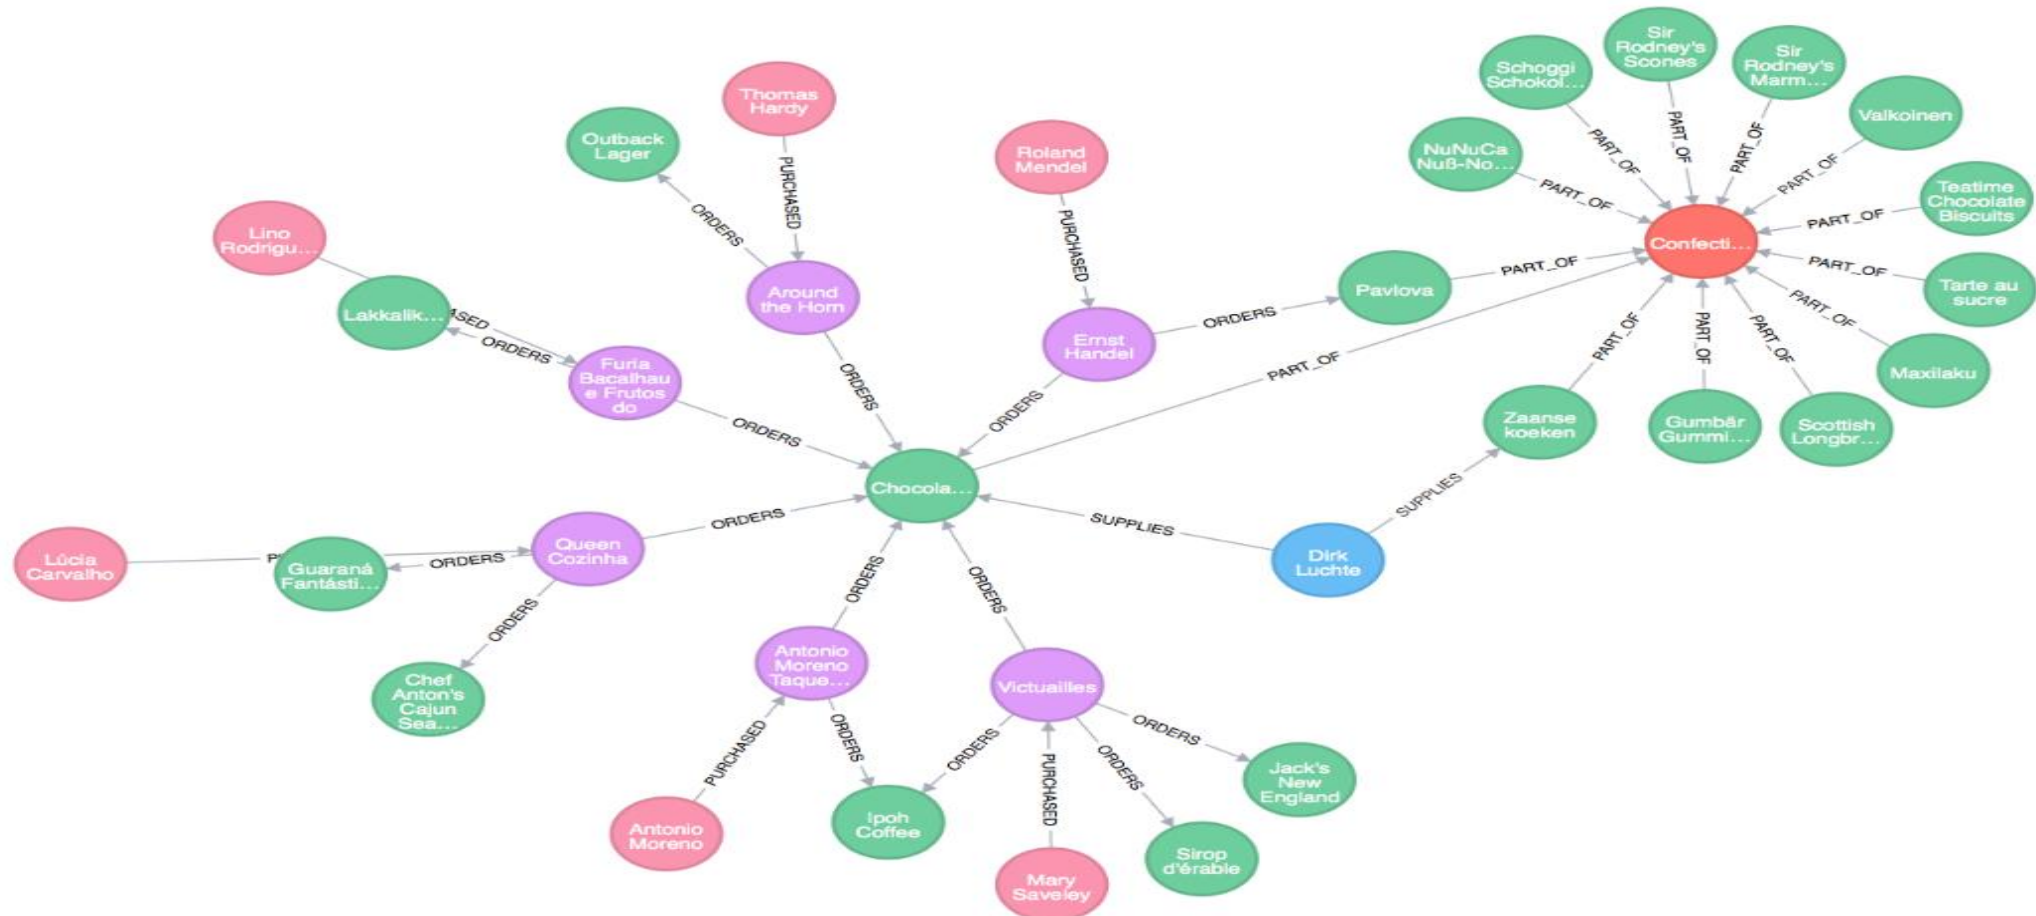 Sir
Rodney's
Scones
Sir
Rodney's
Marm...
Schoggi
Schokol...
Valkoinen
NuNuCa
Nuß-No...
Teatime
Chocolate
Biscuits
Confecti...
Tarte au
sucre
Maxilaku
Scottish
Longbr...
Gumbär
Gummi...
Zaanse
koeken
Pavlova
PART_OF
PART_OF
PART_OF
PART_OF
PART_OF
PART_OF
PART_OF
PART_OF
PART_OF
PART_OF
PART_OF
PART_OF
PART_OF
Thomas
Hardy
PURCHASED
Outback
Lager
ORDERS
Around
the Horn
ORDERS
Roland
Mendel
PURCHASED
Ernst
Handel
ORDERS
ORDERS
Lino
Rodrigu...
ASED
Lakkalik...
ORDERS
Furia
Bacalhau
e Frutos
do
ORDERS
Chocola...
SUPPLIES
SUPPLIES
Dirk
Luchte
Lúcia
Carvalho
Guaraná
Fantásti...
ORDERS
Queen
Cozinha
ORDERS
ORDERS
Chef
Anton's
Cajun
Sea...
Antonio
Moreno
Taque...
ORDERS
ORDERS
PURCHASED
Antonio
Moreno
Ipoh
Coffee
Victuailles
ORDERS
ORDERS
ORDERS
ORDERS
PURCHASED
Jack's
New
England
Sirop
d'érable
Mary
Saveley